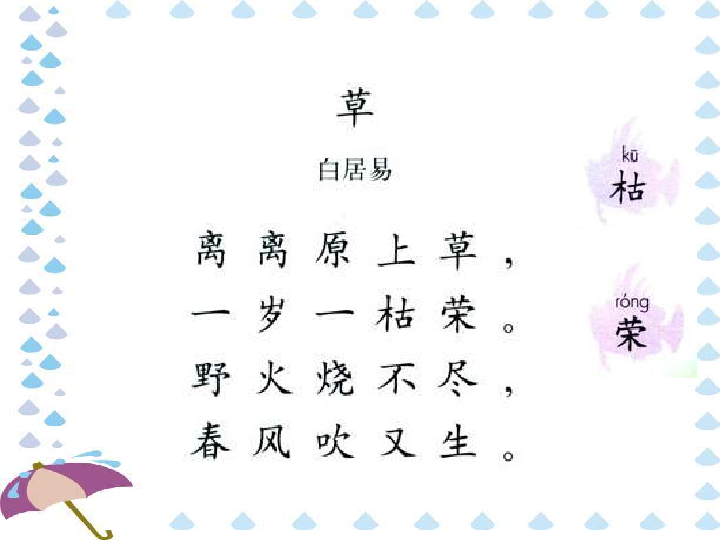 草
白居易
离离原上草，
一岁一枯荣。
野火烧不尽，
春风吹又生。
kū
枯
róng
荣